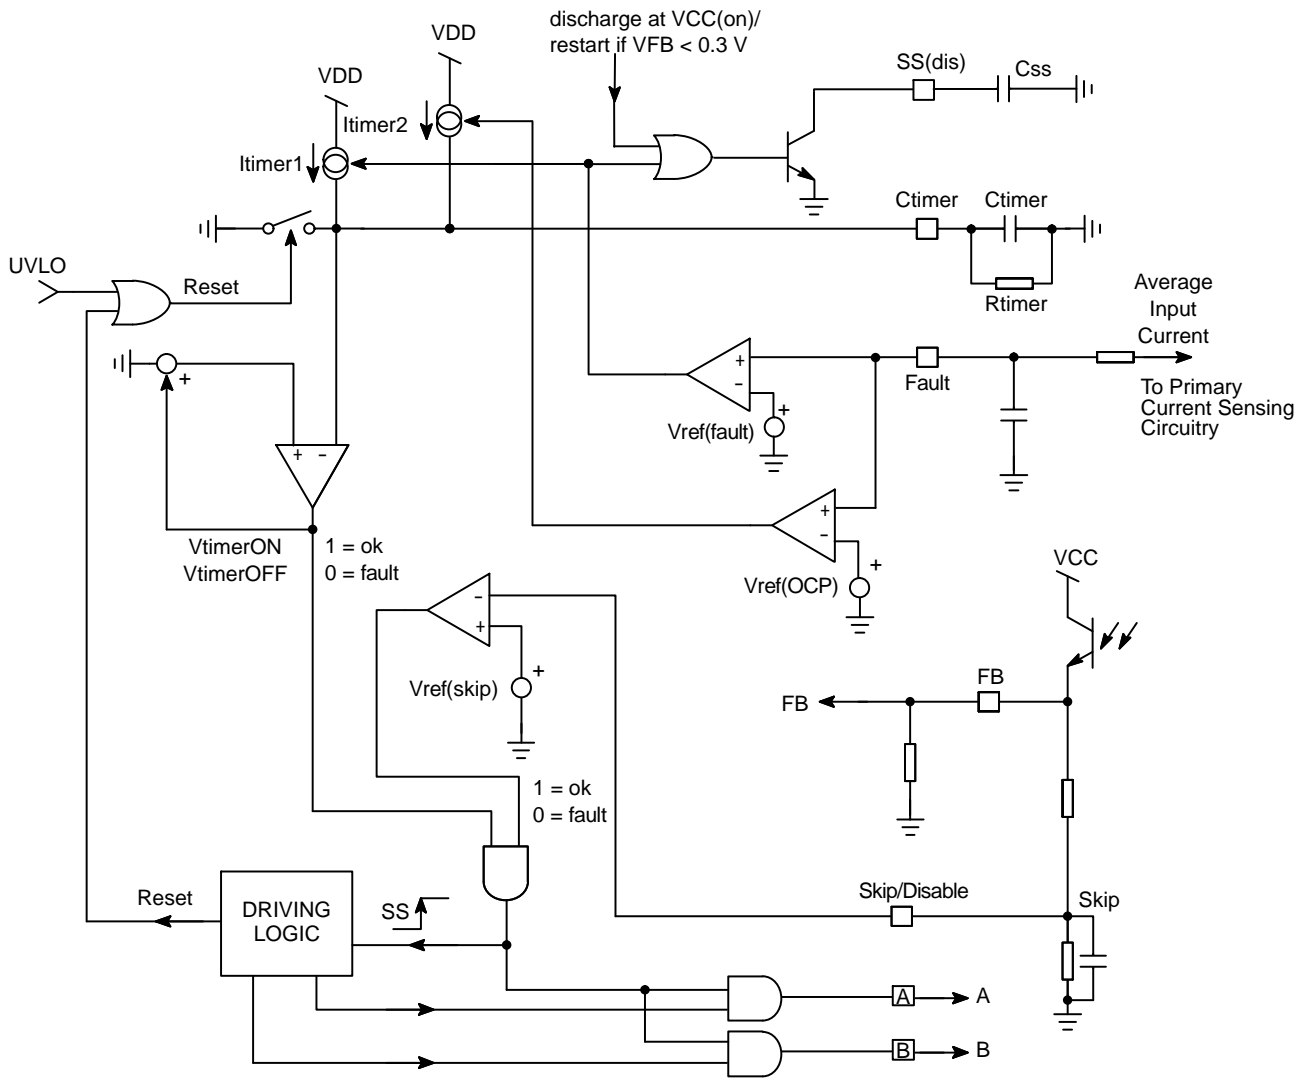 discharge at VCC(on)/
restart if VFB < 0.3 V
VDD
VDD
SS(dis)
Css
Itimer2
Itimer1
Ctimer
Ctimer
Rtimer
UVLO
Reset
Average
Input
Current
+
+
−
Fault
To Primary
Current Sensing
Circuitry
+
Vref(fault)
+
−
+
−
VtimerON
VtimerOFF
1 = ok
0 = fault
+
Vref(OCP)
VCC
−
+
+
Vref(skip)
FB
FB
1 = ok
0 = fault
Reset
DRIVING
LOGIC
SS
Skip/Disable
Skip
A
A
B
B